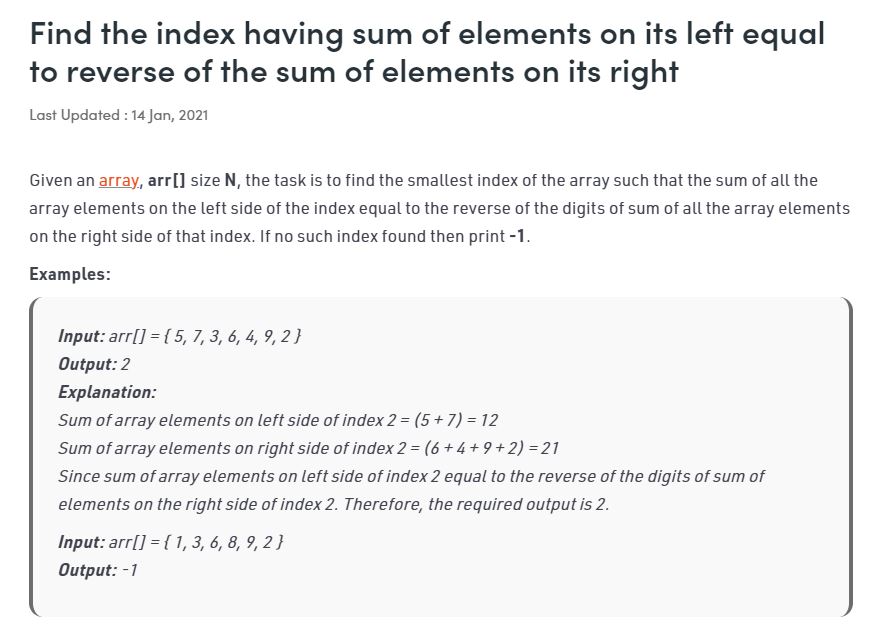 Find the index having sum of elements on its left equal
to reverse of the sum of elements on its right
Last Updated : 14 Jan, 2021
Given an array, arr[] size N, the task is to find the smallest index of the array such that the sum of all the
array elements on the left side of the index equal to the reverse of the digits of sum of all the array elements
on the right side of that index. If no such index found then print -1.
Examples:
Input: arr[] = { 5, 7, 3, 6, 4, 9, 2 }
Output: 2
Explanation:
Sum of array elements on left side of index 2 = (5 + 7) = 12
Sum of array elements on right side of index 2 = (6 + 4 + 9 + 2) = 21
Since sum of array elements on left side of index 2 equal to the reverse of the digits of sum of
elements on the right side of index 2. Therefore, the required output is 2.
Input: arr[] = { 1, 3, 6, 8, 9, 2 }
Output: -1